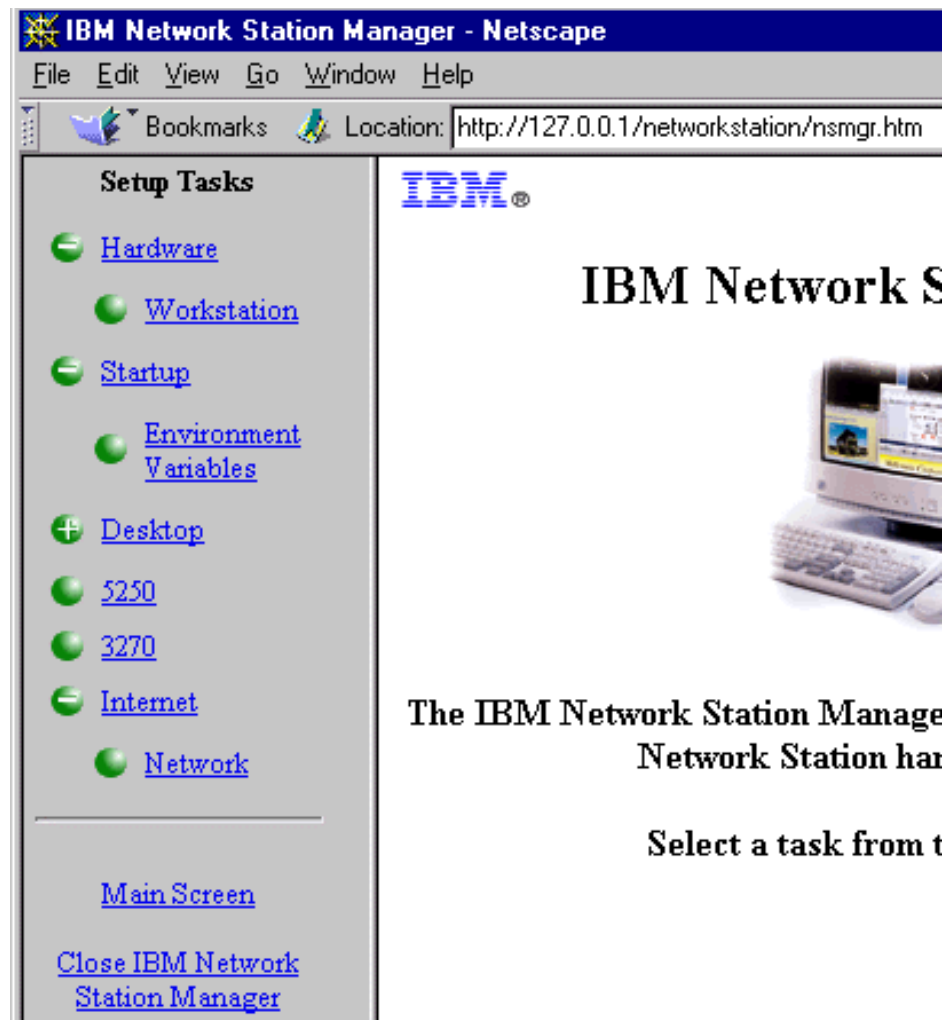 IBM Network Station Manager - Netscape
File Edit View Go Window Help
Bookmarks Location: http://127.0.0.1/networkstation/nsmgr.htm
Setup Tasks
Hardware
Workstation
Startup
Environment
Variables
Desktop
5250
3270
Internet
Network
Main Screen
Close IBM Network
Station Manager
IBM®
IBM Network S
The IBM Network Station Manage
Network Station har
Select a task from t